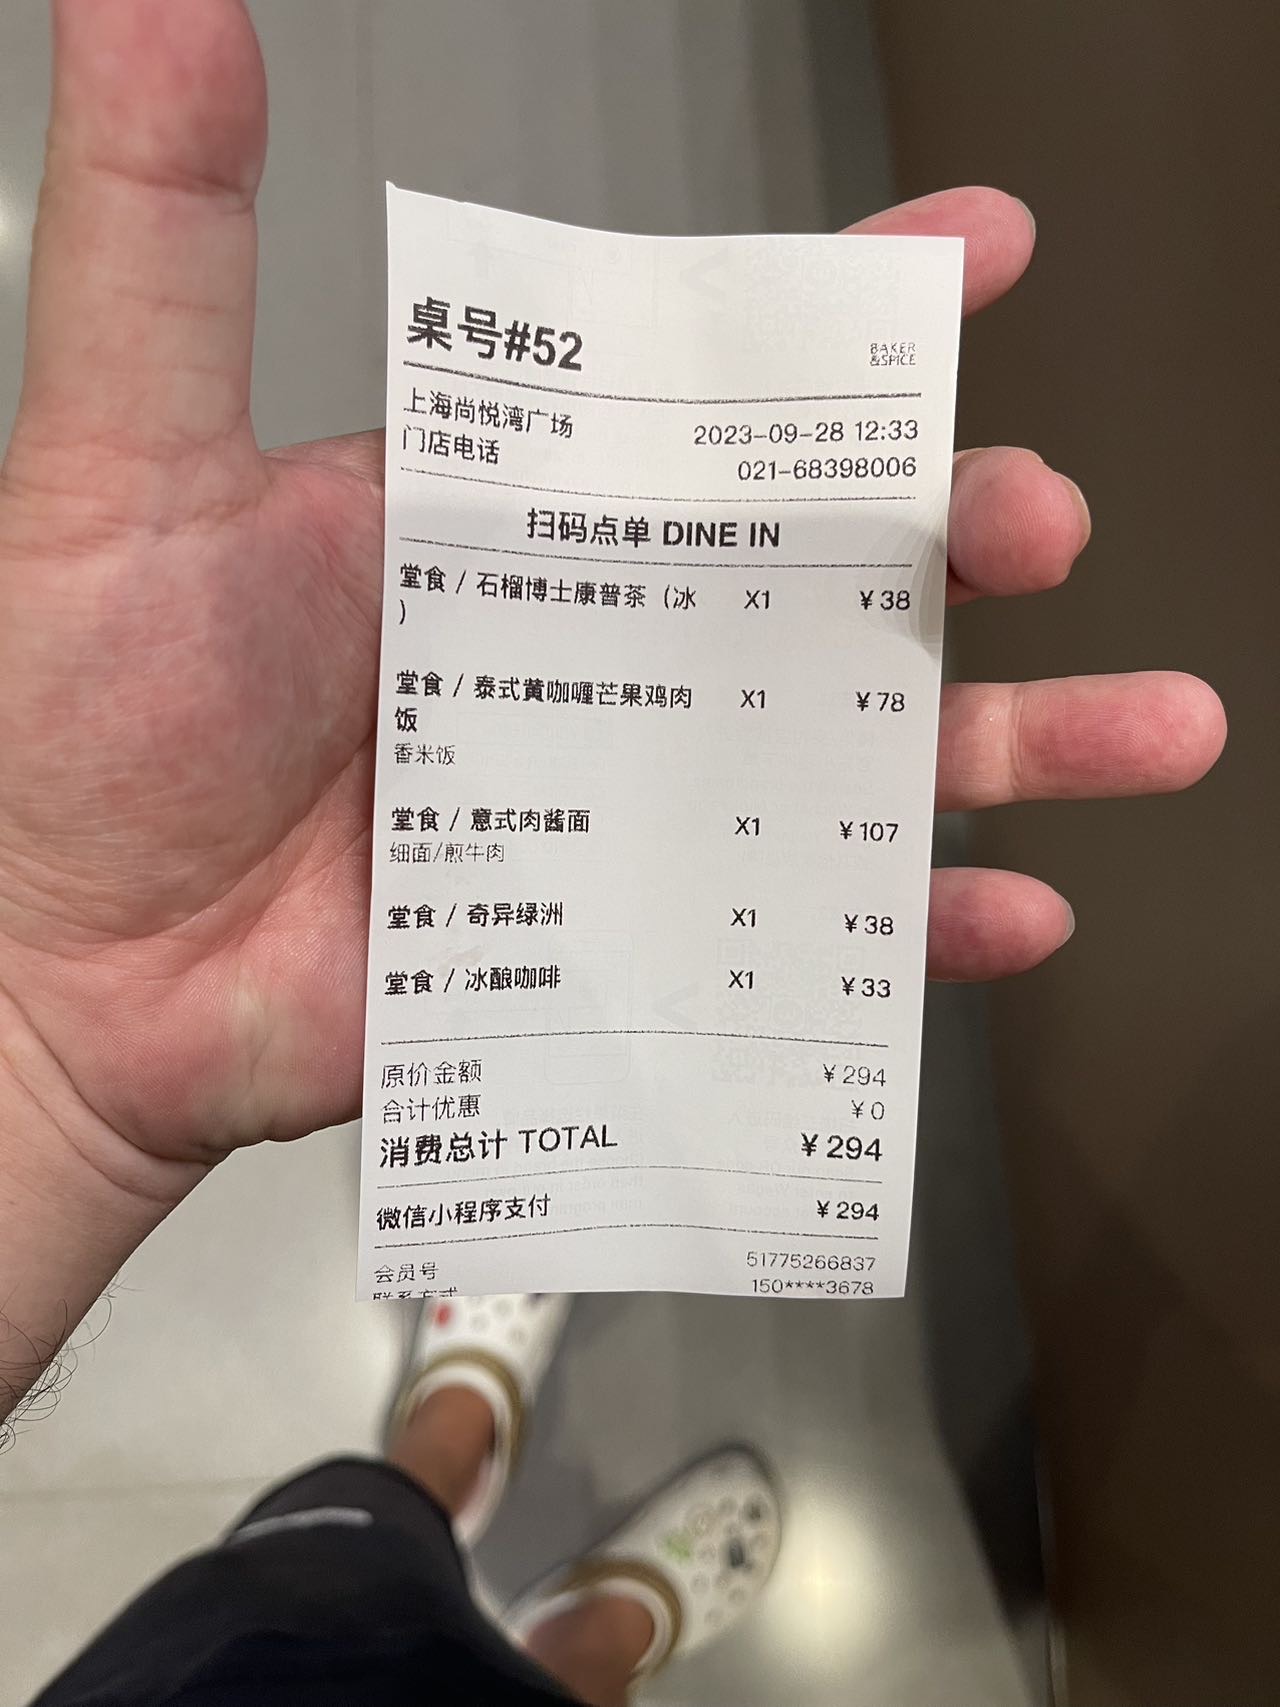 桌号#52
BAKER
&SPICE
上海尚悦湾广场 2023-09-28 12:33
门店电话 021-68398006
扫码点单 DINE IN
堂食 / 石榴博士康普茶（冰 X1 ¥38
）
堂食 / 泰式黄咖喱芒果鸡肉 X1 ¥78
饭
香米饭
堂食 / 意式肉酱面 X1 ¥107
细面/煎牛肉
堂食 / 奇异绿洲 X1 ¥38
堂食 / 冰酿咖啡 X1 ¥33
原价金额 ¥294
合计优惠 ¥0
消费总计 TOTAL ¥294
微信小程序支付 ¥294
会员号 51775266837
联系方式 150****3678